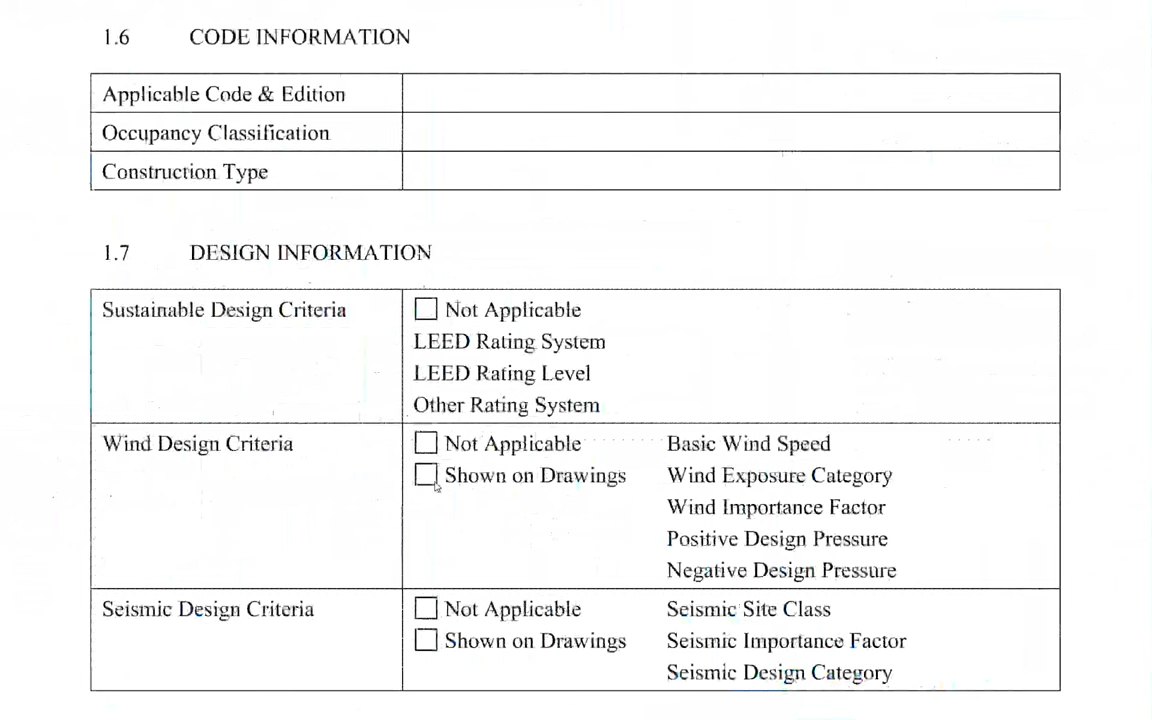 1.6 CODE INFORMATION
Applicable Code & Edition
Occupancy Classification
Construction Type
1.7 DESIGN INFORMATION
Sustainable Design Criteria Not Applicable
LEED Rating System
LEED Rating Level
Other Rating System
Wind Design Criteria Not Applicable Basic Wind Speed
Shown on Drawings Wind Exposure Category
Wind Importance Factor
Positive Design Pressure
Negative Design Pressure
Seismic Design Criteria Not Applicable Seismic Site Class
Shown on Drawings Seismic Importance Factor
Seismic Design Category